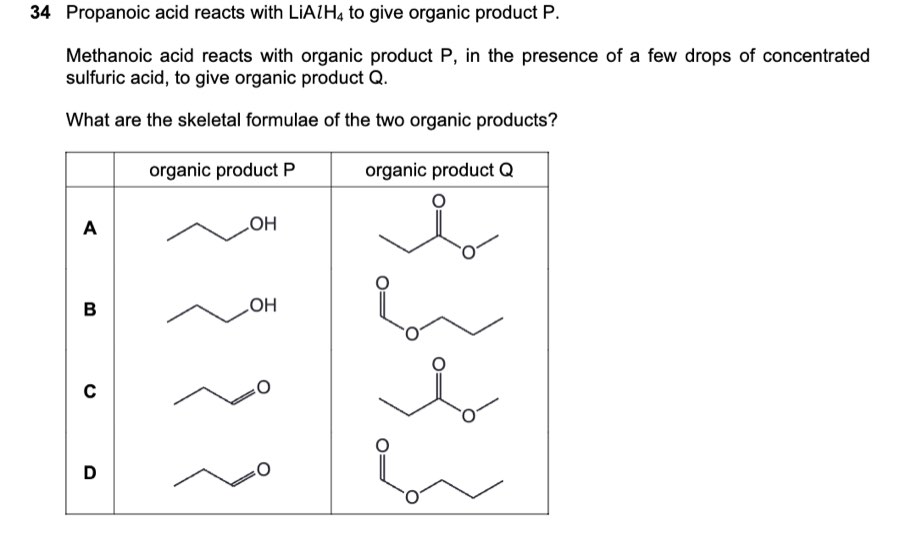 34 Propanoic acid reacts with LiAlH₄ to give organic product P.
Methanoic acid reacts with organic product P, in the presence of a few drops of concentrated
sulfuric acid, to give organic product Q.
What are the skeletal formulae of the two organic products?
organic product P organic product Q
A OH O O
B OH O O
C O O O
D O O O